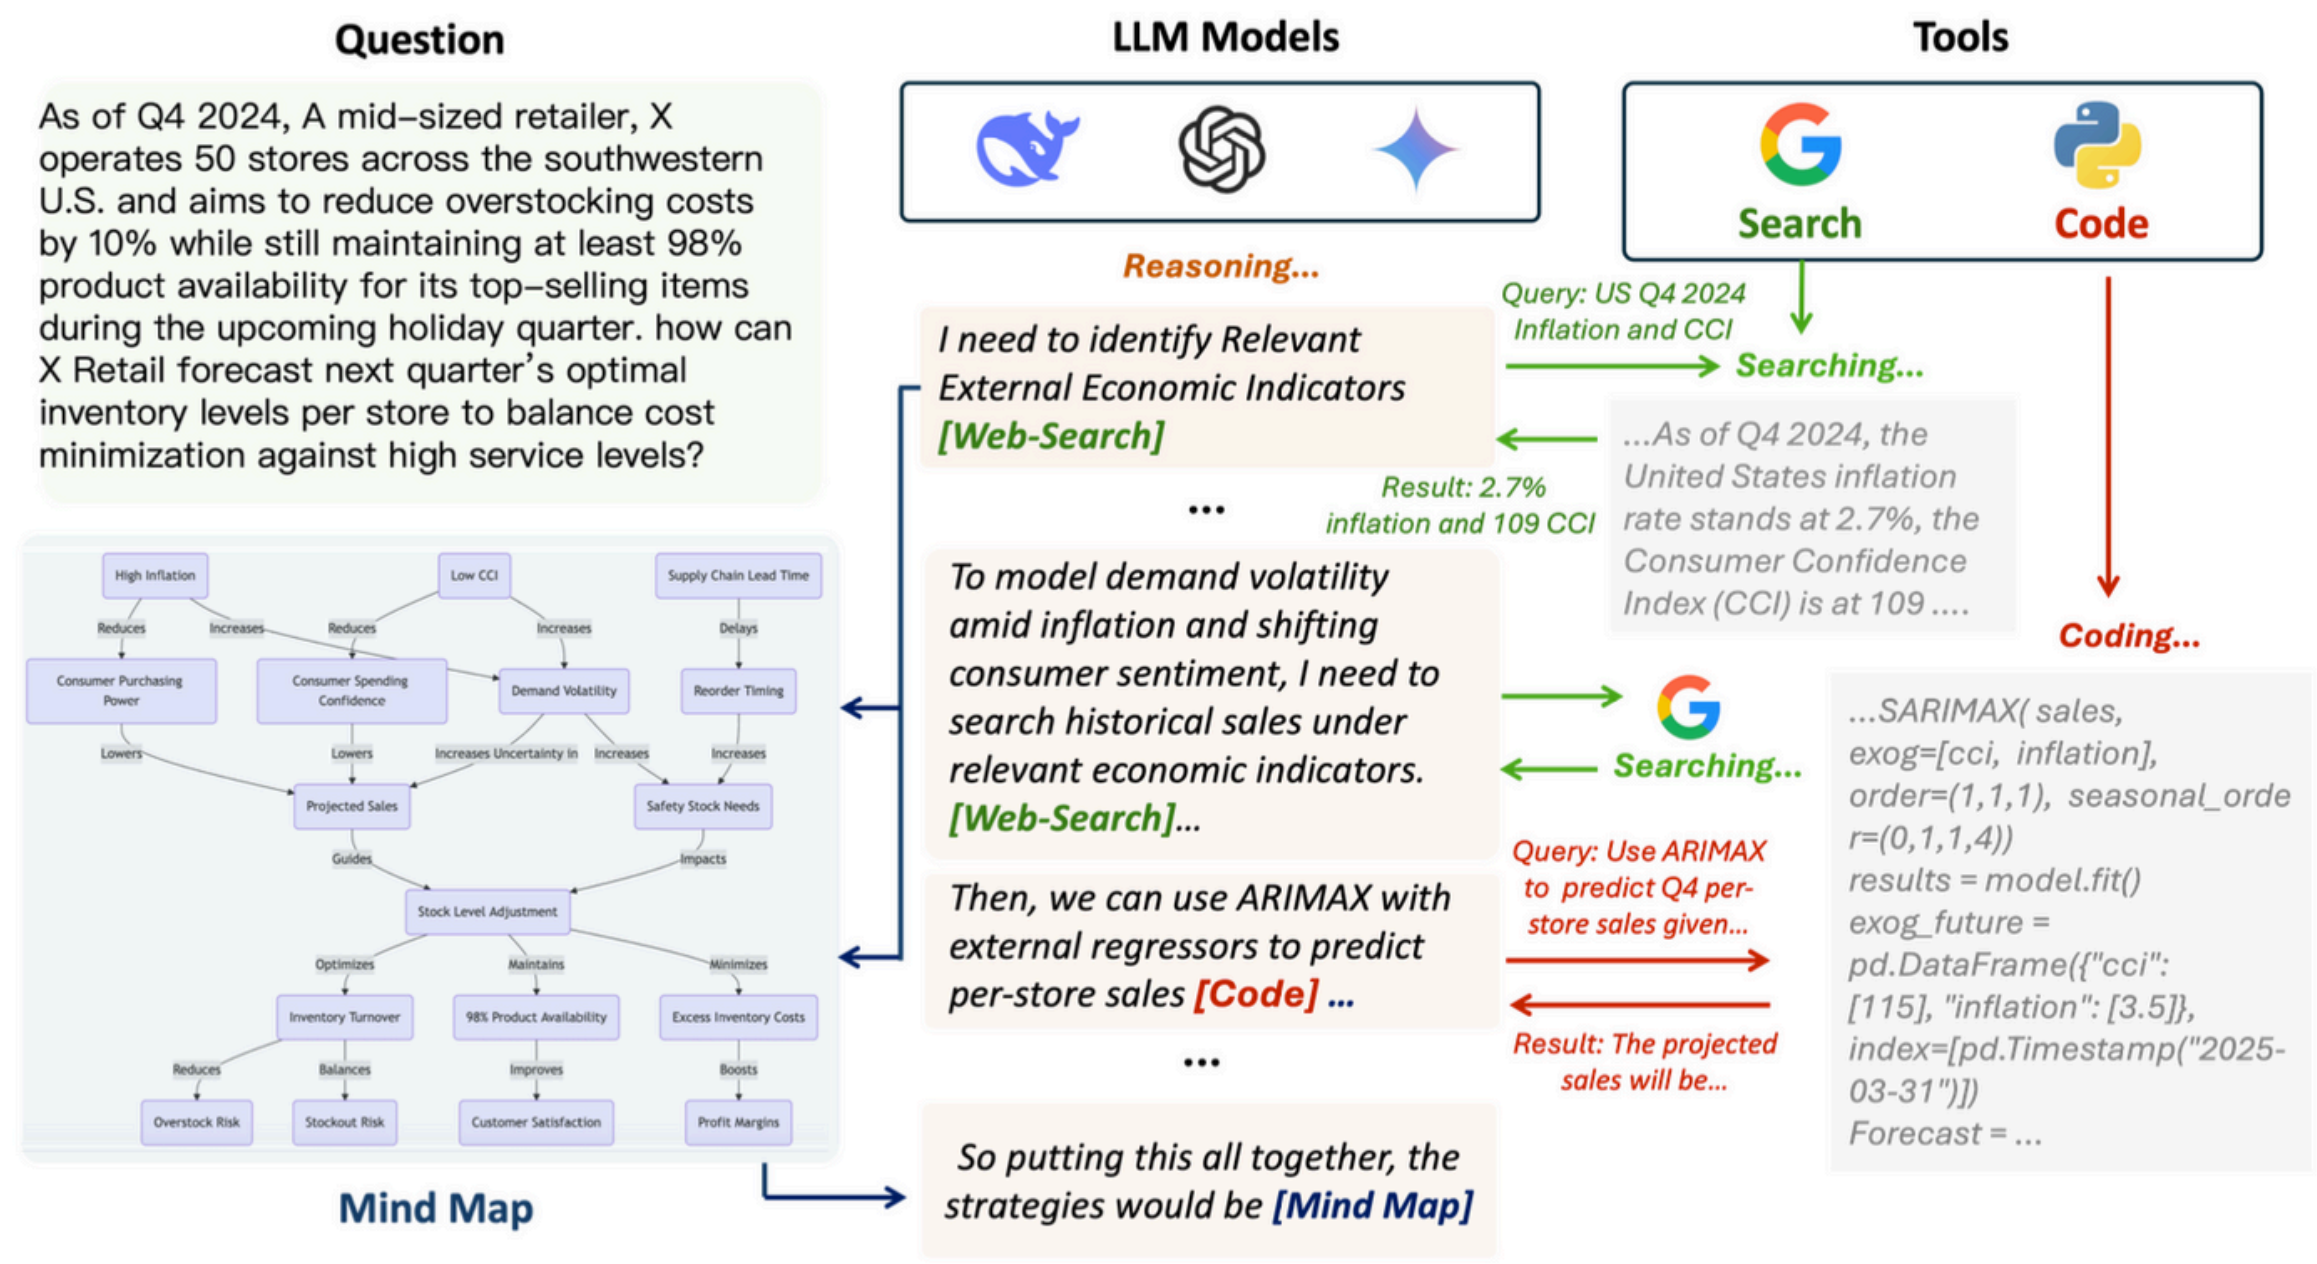 Question
As of Q4 2024, A mid-sized retailer, X
operates 50 stores across the southwestern
U.S. and aims to reduce overstocking costs
by 10% while still maintaining at least 98%
product availability for its top-selling items
during the upcoming holiday quarter. how can
X Retail forecast next quarter's optimal
inventory levels per store to balance cost
minimization against high service levels?
High Inflation
Low CCI
Supply Chain Lead Time
Reduces
Increases
Reduces
Increases
Delays
Consumer Purchasing
Power
Consumer Spending
Confidence
Demand Volatility
Reorder Timing
Lowers
Lowers
Increases Uncertainty in
Increases
Increases
Projected Sales
Safety Stock Needs
Guides
Impacts
Stock Level Adjustment
Optimizes
Maintains
Minimizes
Inventory Turnover
98% Product Availability
Excess Inventory Costs
Reduces
Balances
Improves
Boosts
Overstock Risk
Stockout Risk
Customer Satisfaction
Profit Margins
Mind Map
LLM Models
Reasoning...
I need to identify Relevant
External Economic Indicators
[Web-Search]
...
To model demand volatility
amid inflation and shifting
consumer sentiment, I need to
search historical sales under
relevant economic indicators.
[Web-Search]...
Then, we can use ARIMAX with
external regressors to predict
per-store sales [Code] ...
...
So putting this all together, the
strategies would be [Mind Map]
Tools
Search
Code
Query: US Q4 2024
Inflation and CCI
Searching...
...As of Q4 2024, the
United States inflation
rate stands at 2.7%, the
Consumer Confidence
Index (CCI) is at 109 ....
Result: 2.7%
inflation and 109 CCI
Searching...
Query: Use ARIMAX
to predict Q4 per-
store sales given...
Result: The projected
sales will be...
Coding...
...SARIMAX( sales,
exog=[cci, inflation],
order=(1,1,1), seasonal_orde
r=(0,1,1,4))
results = model.fit()
exog_future =
pd.DataFrame({"cci":
[115], "inflation": [3.5]},
index=[pd.Timestamp("2025-
03-31")])
Forecast = ...